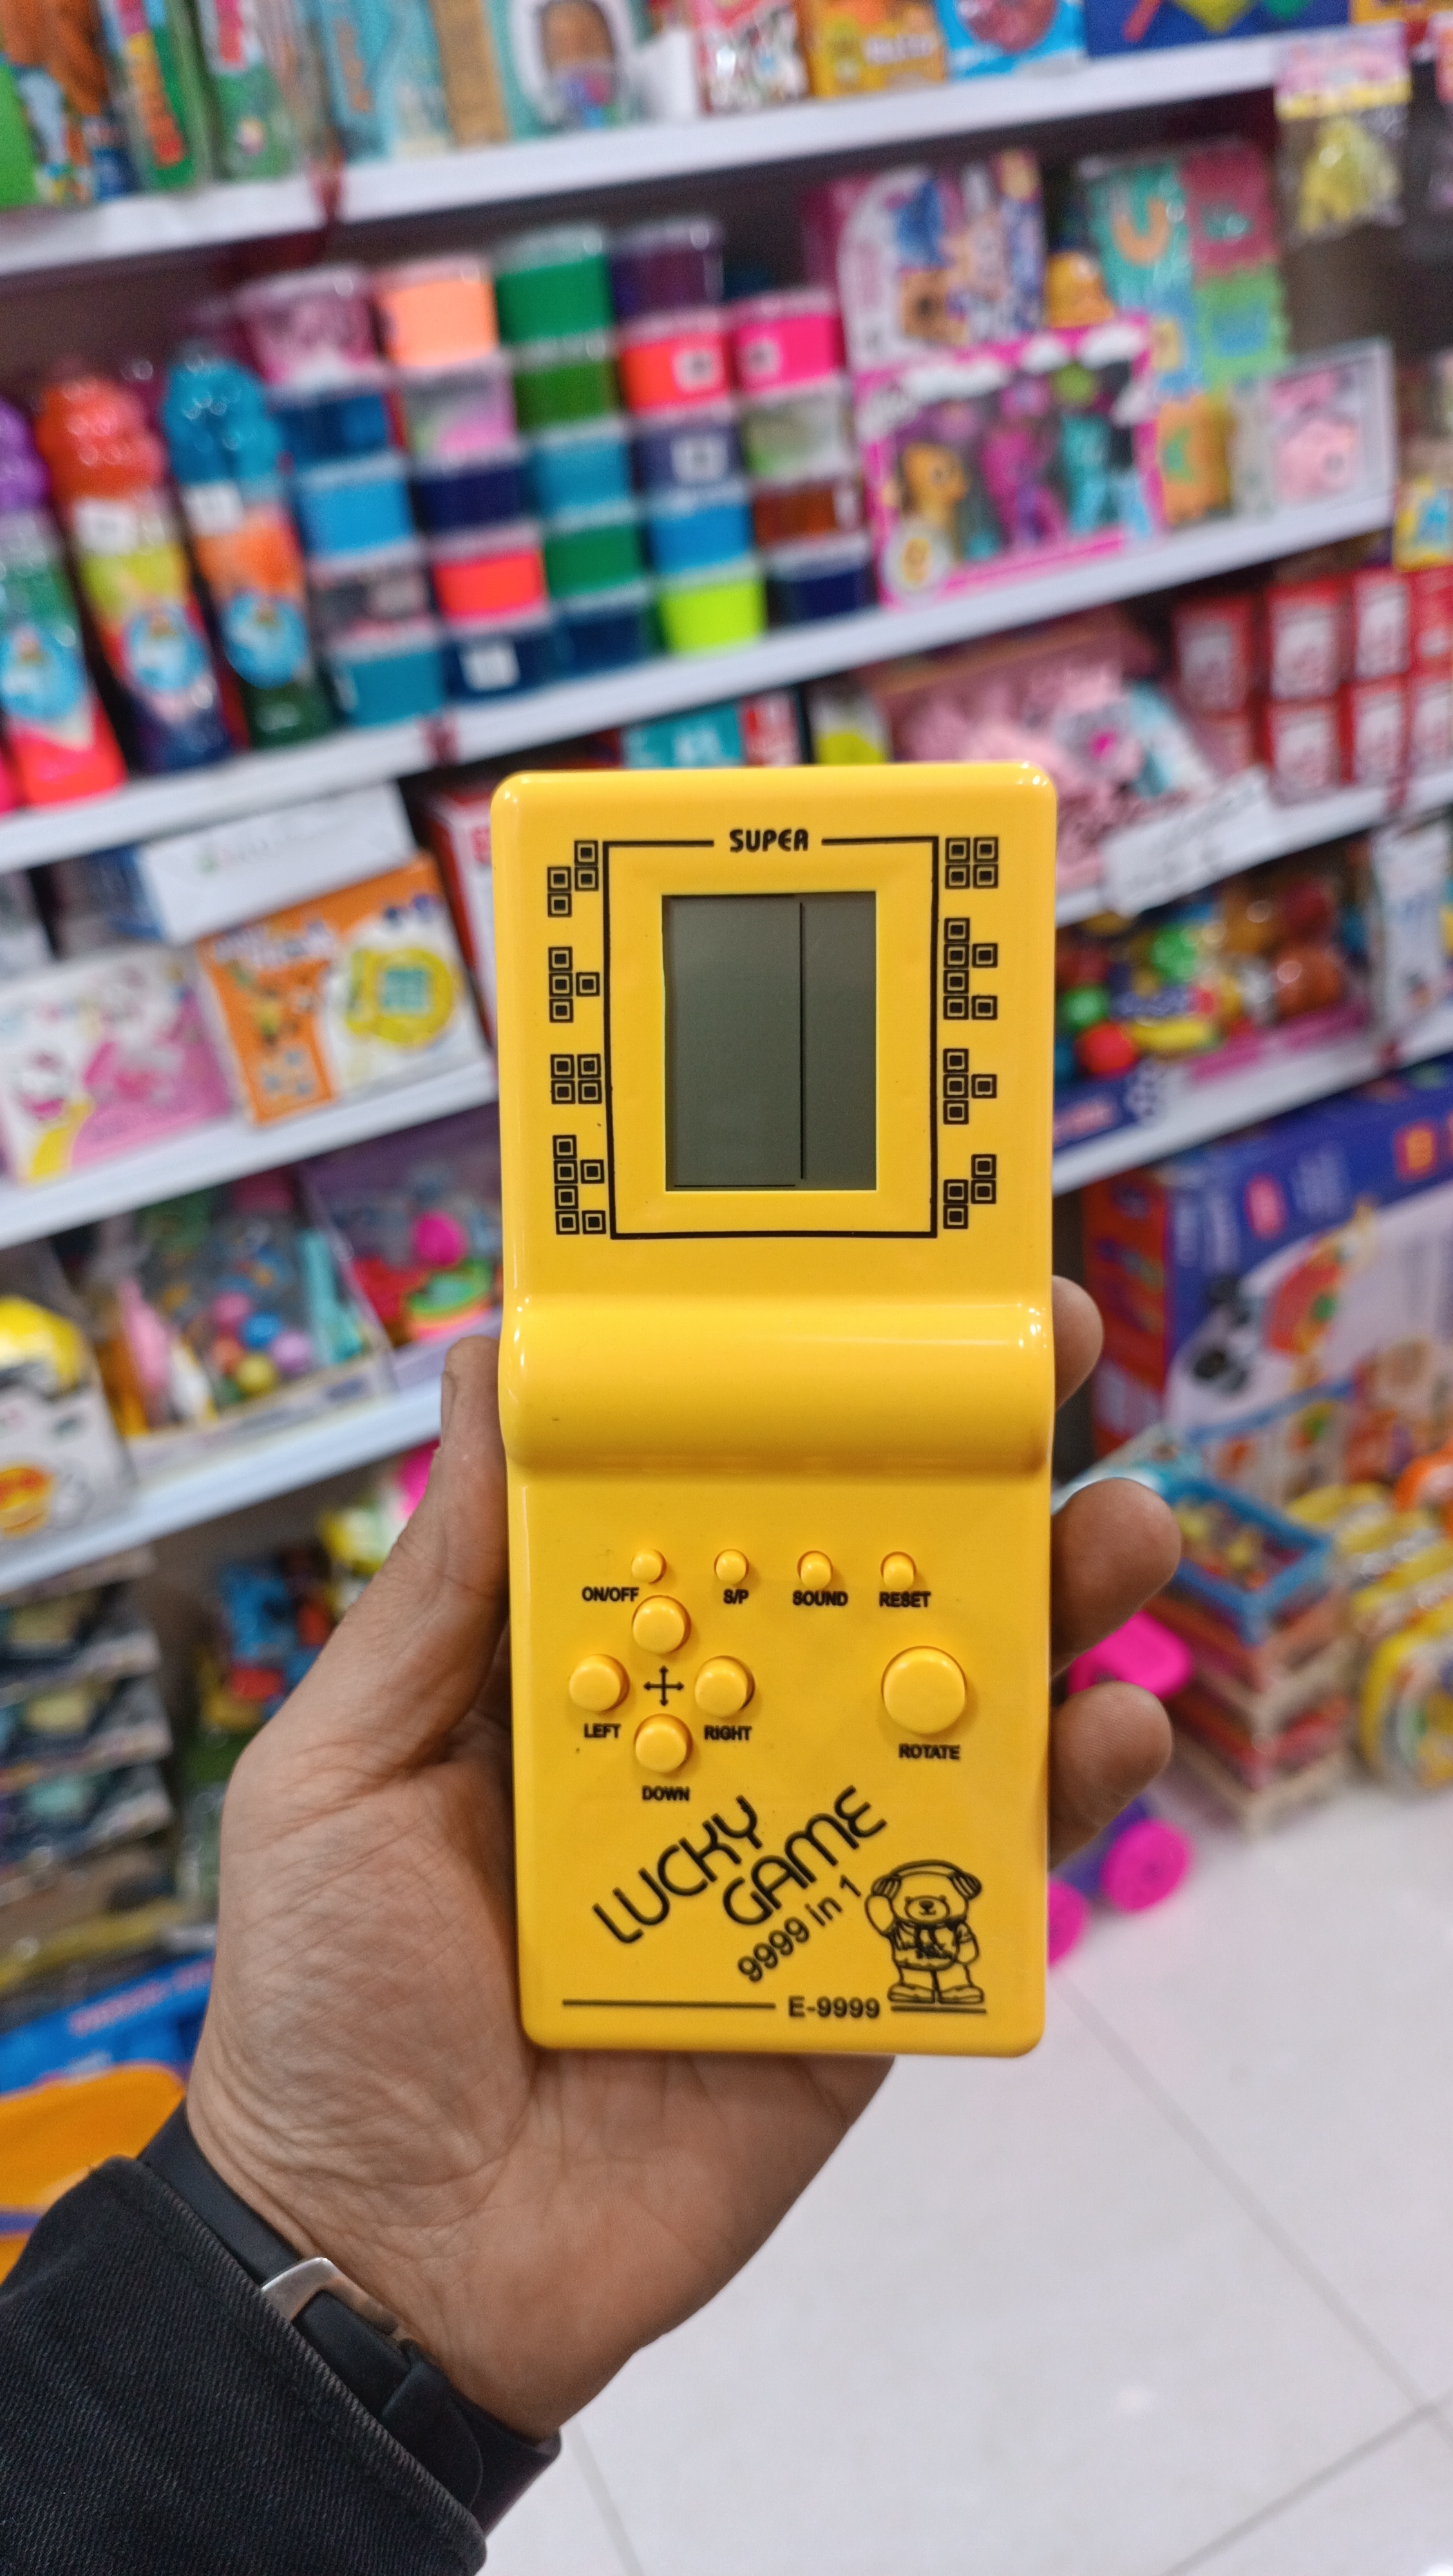 SUPER
ON/OFF
S/P
SOUND
RESET
LEFT
RIGHT
DOWN
ROTATE
LUCKY
GAME
9999 in 1
E-9999